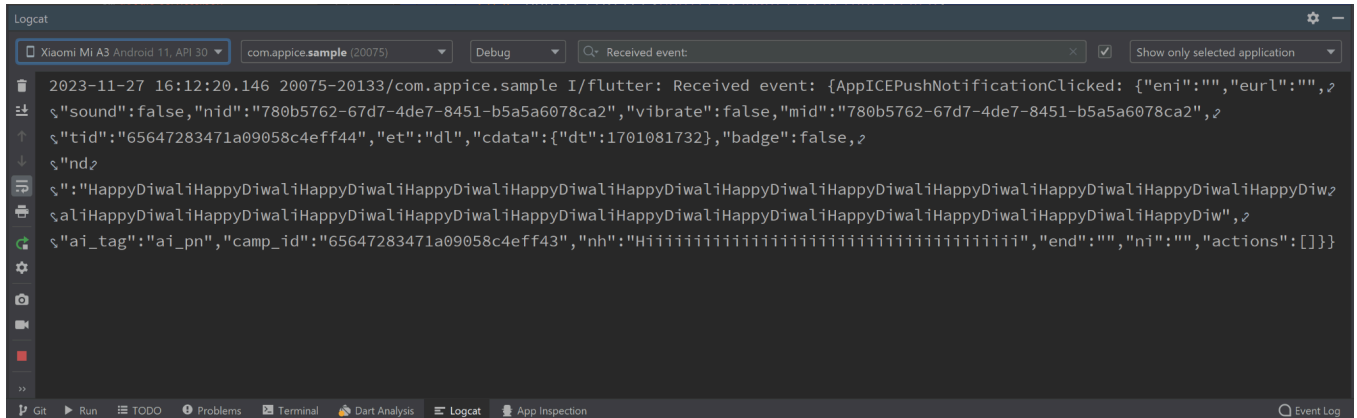 Logcat
Xiaomi Mi A3 Android 11, API 30
com.appice.sample (20075)
Debug
Received event:
Show only selected application
2023-11-27 16:12:20.146 20075-20133/com.appice.sample I/flutter: Received event: {AppICEPushNotificationClicked: {"eni":"","eurl":"",
"sound":false,"nid":"780b5762-67d7-4de7-8451-b5a5a6078ca2","vibrate":false,"mid":"780b5762-67d7-4de7-8451-b5a5a6078ca2",
"tid":"65647283471a09058c4eff44","et":"dl","cdata":{"dt":1701081732},"badge":false,
"nd
":"HappyDiwaliHappyDiwaliHappyDiwaliHappyDiwaliHappyDiwaliHappyDiwaliHappyDiwaliHappyDiwaliHappyDiwaliHappyDiwaliHappyDiwaliHappyDiw
aliHappyDiwaliHappyDiwaliHappyDiwaliHappyDiwaliHappyDiwaliHappyDiwaliHappyDiwaliHappyDiwaliHappyDiwaliHappyDiw",
"ai_tag":"ai_pn","camp_id":"65647283471a09058c4eff43","nh":"Hiiiiiiiiiiiiiiiiiiiiiiiiiiiiiiiiiiiiiii","end":"","ni":"","actions":[]}}
Git Run TODO Problems Terminal Dart Analysis Logcat App Inspection Event Log